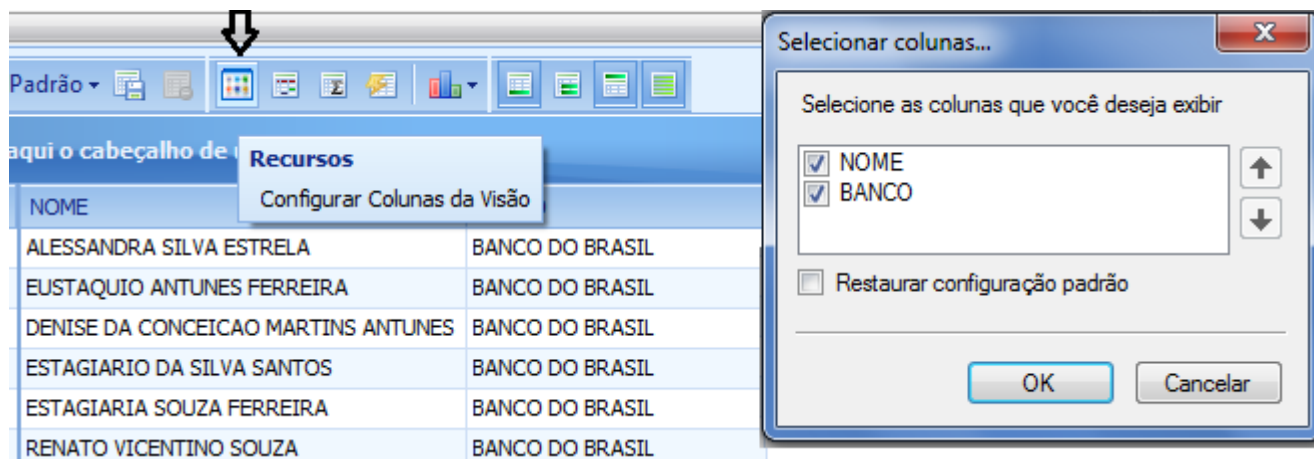 Padrão
aqui o cabeçalho de
Recursos
Configurar Colunas da Visão
NOME
ALESSANDRA SILVA ESTRELA BANCO DO BRASIL
EUSTAQUIO ANTUNES FERREIRA BANCO DO BRASIL
DENISE DA CONCEICAO MARTINS ANTUNES BANCO DO BRASIL
ESTAGIARIO DA SILVA SANTOS BANCO DO BRASIL
ESTAGIARIA SOUZA FERREIRA BANCO DO BRASIL
RENATO VICENTINO SOUZA BANCO DO BRASIL
Selecionar colunas...
Selecione as colunas que você deseja exibir
NOME
BANCO
Restaurar configuração padrão
OK Cancelar